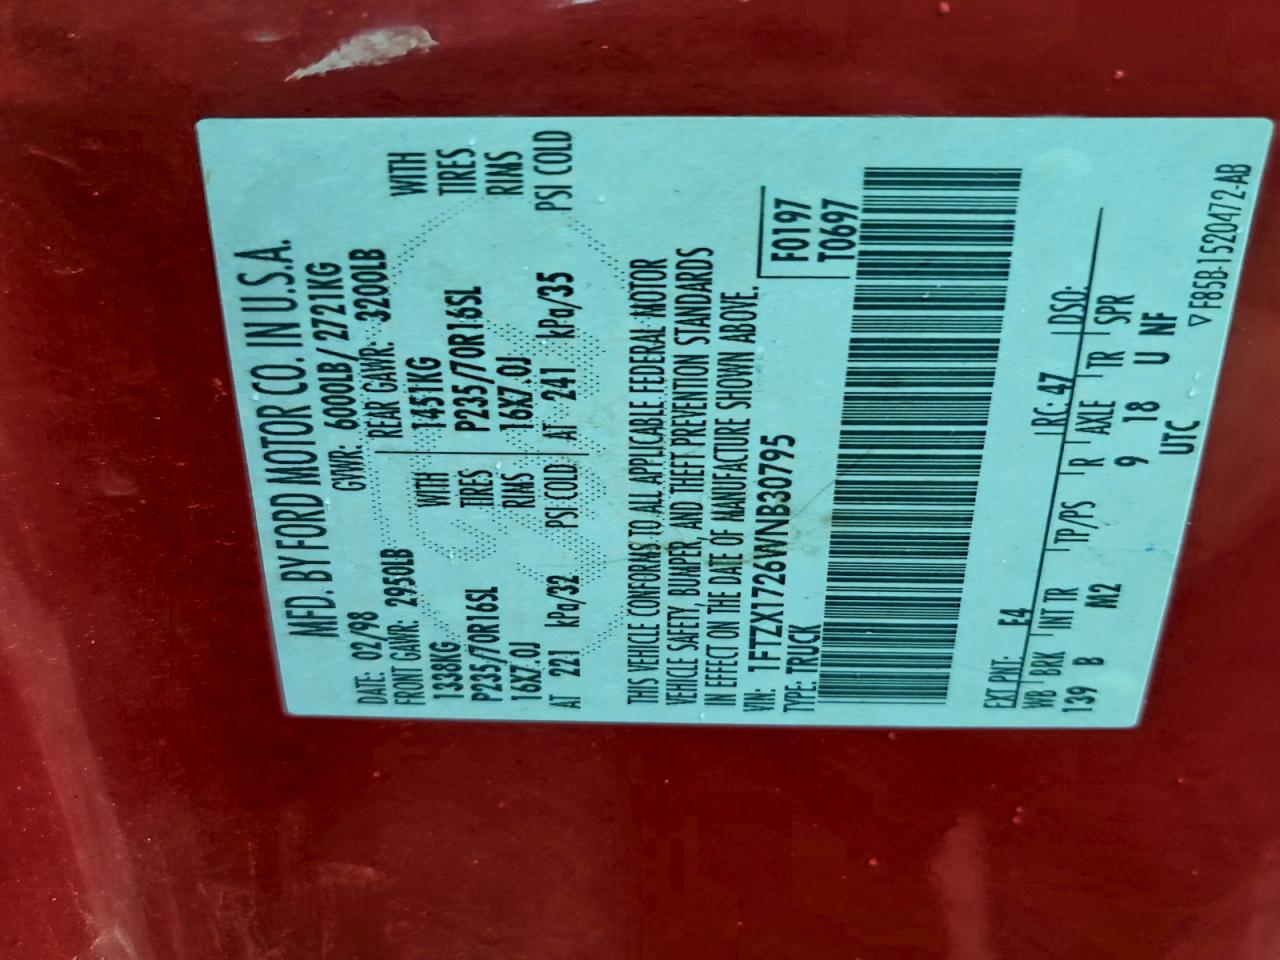 MFD. BY FORD MOTOR CO. IN U.S.A.
DATE: 02/98 GVWR: 6000LB/ 2721KG
FRONT GAWR: 2950LB REAR GAWR: 3200LB
1338KG WITH 1451KG WITH
P235/70R16SL TIRES P235/70R16SL TIRES
16X7.0J RIMS 16X7.0J RIMS
AT 221 kPa/32 PSI COLD AT 241 kPa/35 PSI COLD
THIS VEHICLE CONFORMS TO ALL APPLICABLE FEDERAL MOTOR
VEHICLE SAFETY, BUMPER, AND THEFT PREVENTION STANDARDS
IN EFFECT ON THE DATE OF MANUFACTURE SHOWN ABOVE.
VIN: 1FTZX1726WNB30795 F0197
TYPE: TRUCK T0697
EXT PNT: E4 RC: 47 DSO:
WB BRK INT TR TP/PS R AXLE TR SPR
139 B M2 9 18 U NF
UTC
▽ F85B-1520472-AB